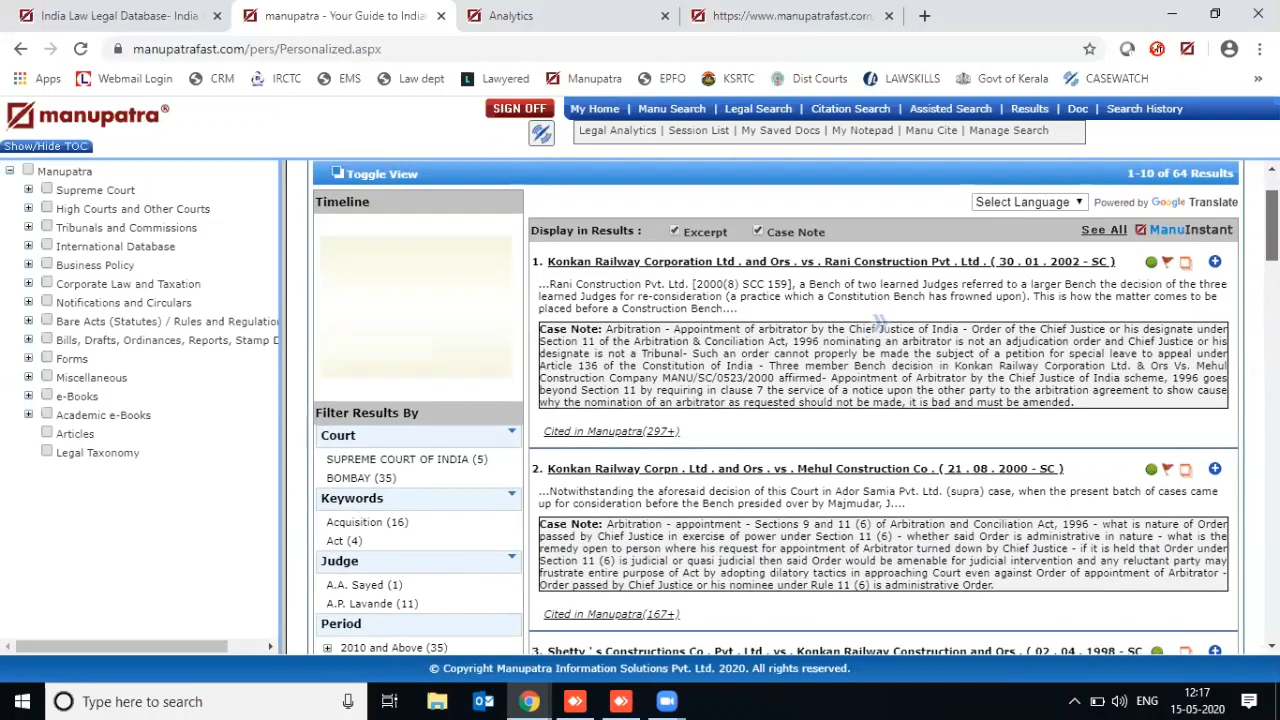 India Law Legal Database- India
manupatra - Your Guide to Indian
Analytics
https://www.manupatrafast.com
manupatrafast.com/pers/Personalized.aspx
Apps
Webmail Login
CRM
IRCTC
EMS
Law dept
Lawyered
Manupatra
EPFO
KSRTC
Dist Courts
LAWSKILLS
Govt of Kerala
CASEWATCH
»
manupatra®
SIGN OFF
My Home | Manu Search | Legal Search | Citation Search | Assisted Search | Results | Doc | Search History
Legal Analytics | Session List | My Saved Docs | My Notepad | Manu Cite | Manage Search
Show/Hide TOC
Manupatra
Supreme Court
High Courts and Other Courts
Tribunals and Commissions
International Database
Business Policy
Corporate Law and Taxation
Notifications and Circulars
Bare Acts (Statutes) / Rules and Regulation
Bills, Drafts, Ordinances, Reports, Stamp D
Forms
Miscellaneous
e-Books
Academic e-Books
Articles
Legal Taxonomy
Toggle View
1-10 of 64 Results
Timeline
Select Language
Powered by Google Translate
Display in Results :
Excerpt
Case Note
See All
ManuInstant
Filter Results By
Court
SUPREME COURT OF INDIA (5)
BOMBAY (35)
Keywords
Acquisition (16)
Act (4)
Judge
A.A. Sayed (1)
A.P. Lavande (11)
Period
2010 and Above (35)
1. Konkan Railway Corporation Ltd . and Ors . vs . Rani Construction Pvt . Ltd . ( 30 . 01 . 2002 - SC )
...Rani Construction Pvt. Ltd. [2000(8) SCC 159], a Bench of two learned Judges referred to a larger Bench the decision of the three
learned Judges for re-consideration (a practice which a Constitution Bench has frowned upon). This is how the matter comes to be
placed before a Construction Bench....
Case Note: Arbitration - Appointment of arbitrator by the Chief Justice of India - Order of the Chief Justice or his designate under
Section 11 of the Arbitration & Conciliation Act, 1996 nominating an arbitrator is not an adjudication order and Chief Justice or his
designate is not a Tribunal- Such an order cannot properly be made the subject of a petition for special leave to appeal under
Article 136 of the Constitution of India - Three member Bench decision in Konkan Railway Corporation Ltd. & Ors Vs. Mehul
Construction Company MANU/SC/0523/2000 affirmed- Appointment of Arbitrator by the Chief Justice of India scheme, 1996 goes
beyond Section 11 by requiring in clause 7 the service of a notice upon the other party to the arbitration agreement to show cause
why the nomination of an arbitrator as requested should not be made, it is bad and must be amended.
Cited in Manupatra(297+)
2. Konkan Railway Corpn . Ltd . and Ors . vs . Mehul Construction Co . ( 21 . 08 . 2000 - SC )
...Notwithstanding the aforesaid decision of this Court in Ador Samia Pvt. Ltd. (supra) case, when the present batch of cases came
up for consideration before the Bench presided over by Majmudar, J....
Case Note: Arbitration - appointment - Sections 9 and 11 (6) of Arbitration and Conciliation Act, 1996 - what is nature of Order
passed by Chief Justice in exercise of power under Section 11 (6) - whether said Order is administrative in nature - what is the
remedy open to person where his request for appointment of Arbitrator turned down by Chief Justice - if it is held that Order under
Section 11 (6) is judicial or quasi judicial then said Order would be amenable for judicial intervention and any reluctant party may
frustrate entire purpose of Act by adopting dilatory tactics in approaching Court even against Order of appointment of Arbitrator -
Order passed by Chief Justice or his nominee under Rule 11 (6) is administrative Order.
Cited in Manupatra(167+)
3. Shetty ' s Constructions Co . Pvt . Ltd . vs . Konkan Railway Construction and Ors . ( 02 . 04 . 1998 - SC
© Copyright Manupatra Information Solutions Pvt. Ltd. 2020. All rights reserved.
Type here to search
ENG
12:17
15-05-2020